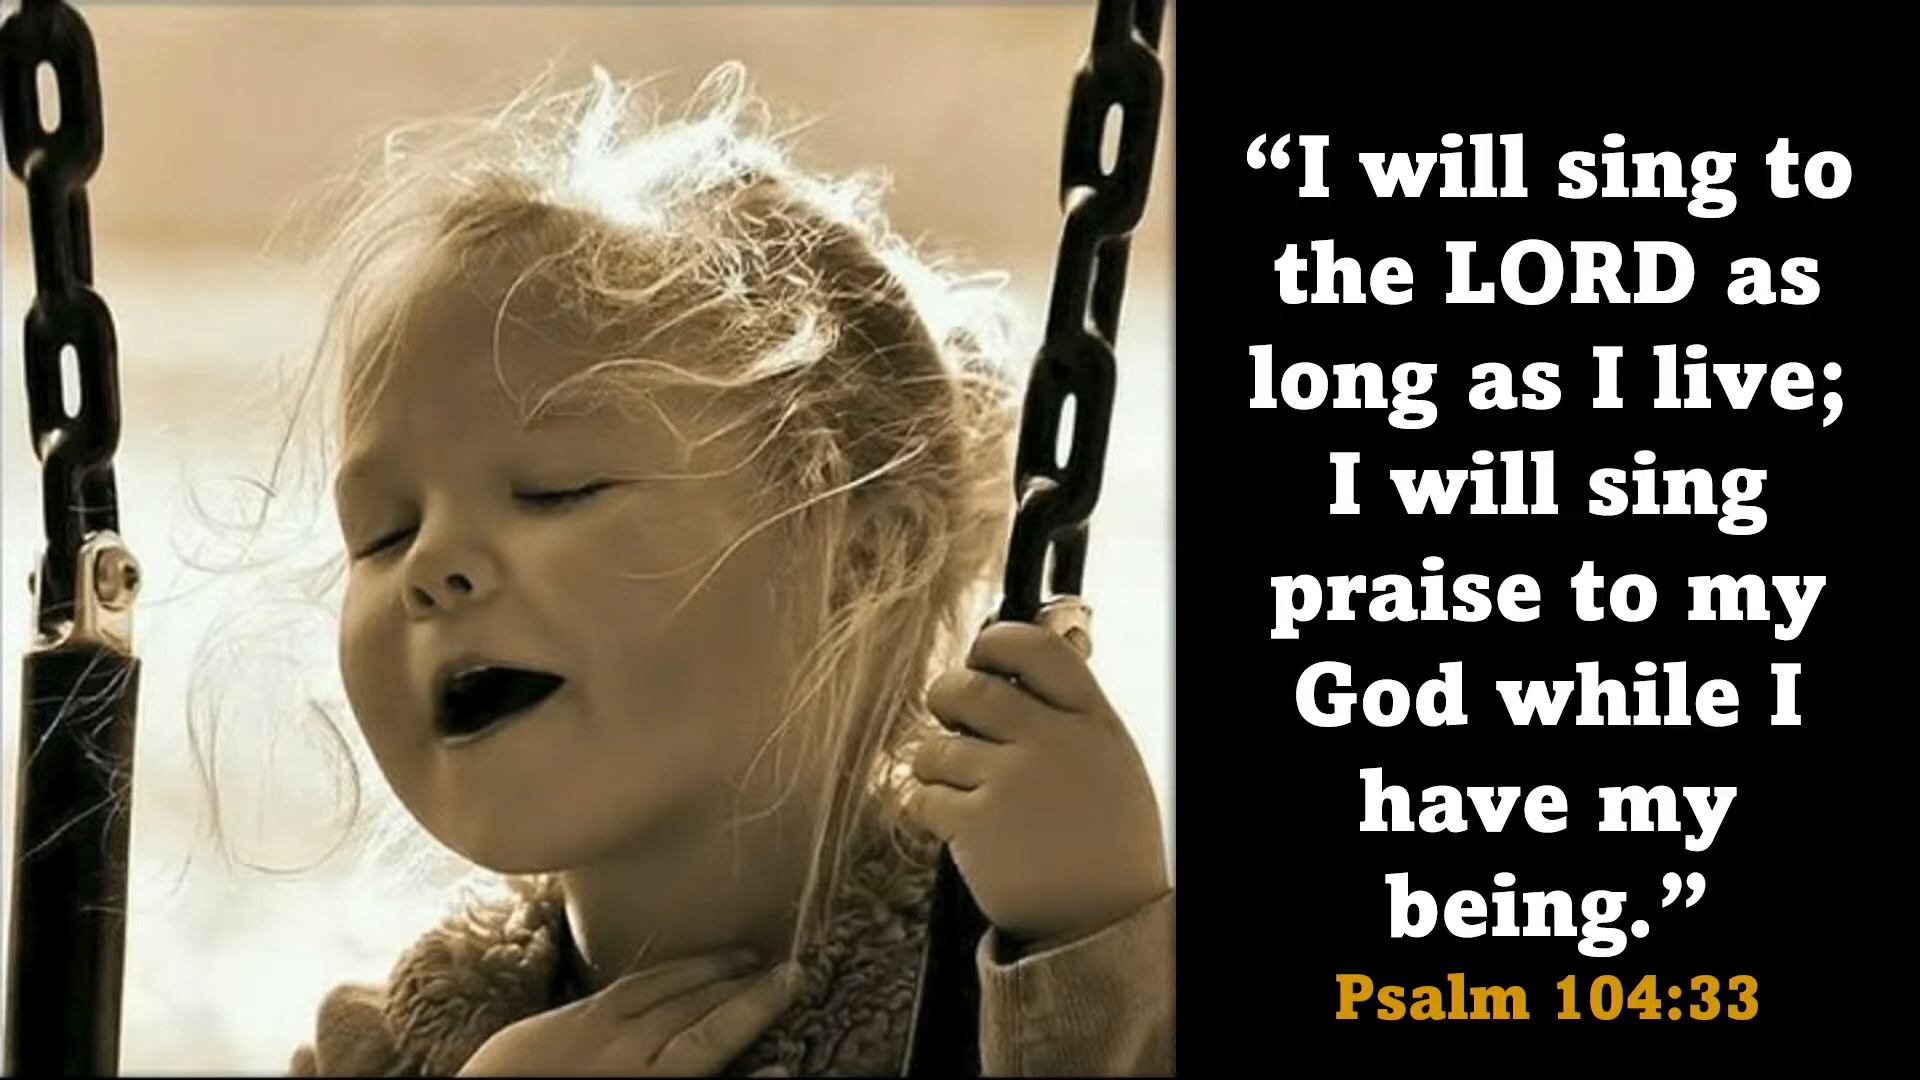 “I will sing to
the LORD as
long as I live;
I will sing
praise to my
God while I
have my
being.”
Psalm 104:33